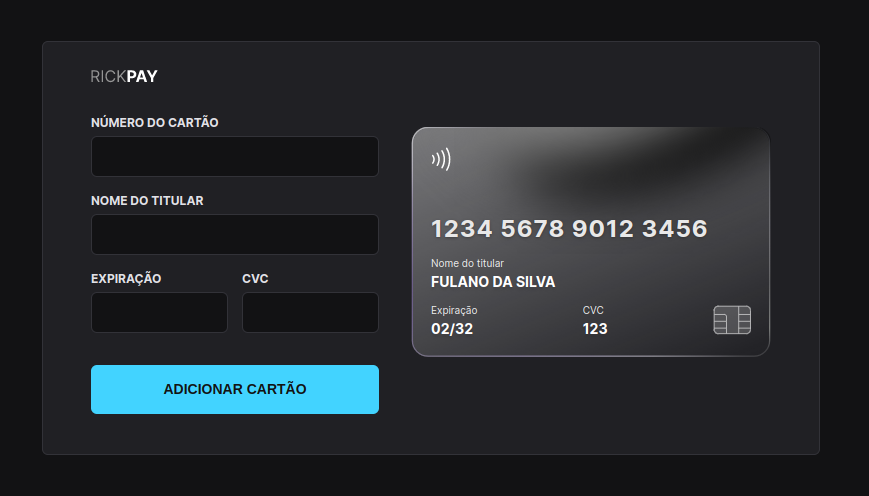 RICKPAY
NÚMERO DO CARTÃO
NOME DO TITULAR
EXPIRAÇÃO CVC
ADICIONAR CARTÃO
1234 5678 9012 3456
Nome do titular
FULANO DA SILVA
Expiração CVC
02/32 123